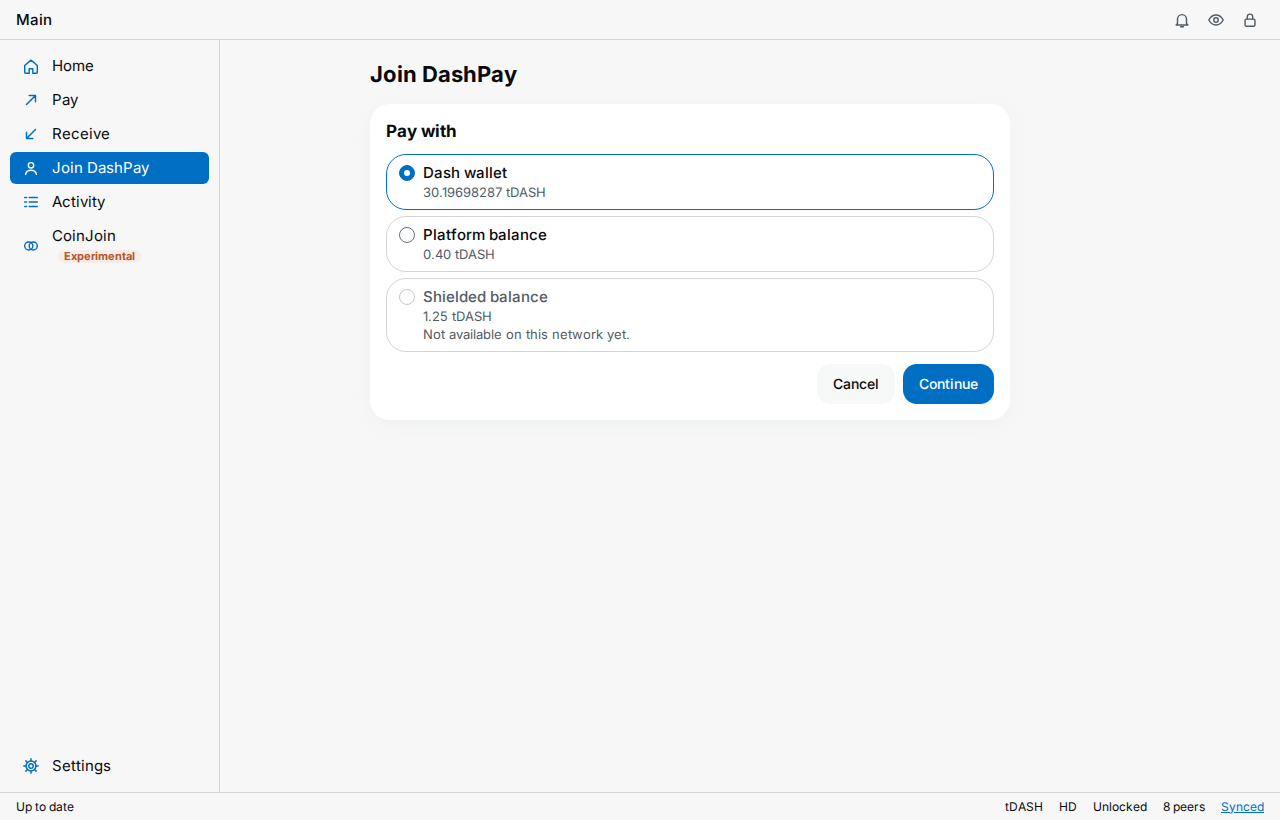 Main
Home
Pay
Receive
Join DashPay
Activity
CoinJoin
Experimental
Settings
Join DashPay
Pay with
Dash wallet
30.19698287 tDASH
Platform balance
0.40 tDASH
Shielded balance
1.25 tDASH
Not available on this network yet.
Cancel Continue
Up to date tDASH HD Unlocked 8 peers Synced